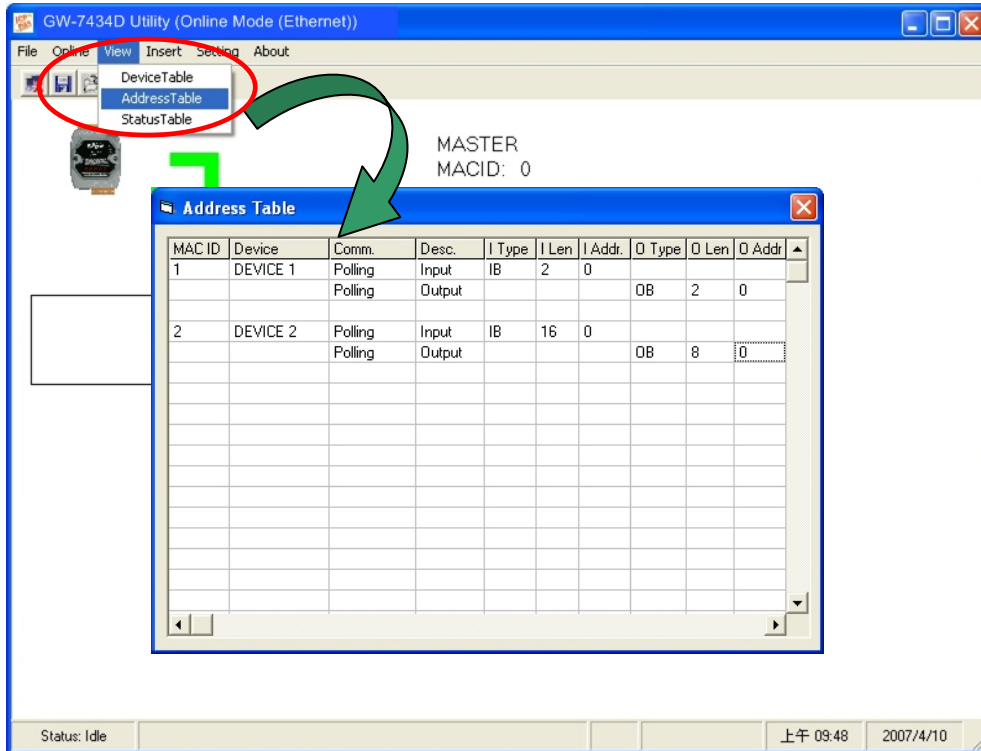 GW-7434D Utility (Online Mode (Ethernet))
File Online View Insert Setting About
DeviceTable
AddressTable
StatusTable
MASTER
MACID: 0
Address Table
MAC ID Device Comm. Desc. I Type I Len I Addr. O Type O Len O Addr
1 DEVICE 1 Polling Input IB 2 0
Polling Output OB 2 0
2 DEVICE 2 Polling Input IB 16 0
Polling Output OB 8 0
Status: Idle 上午 09:48 2007/4/10